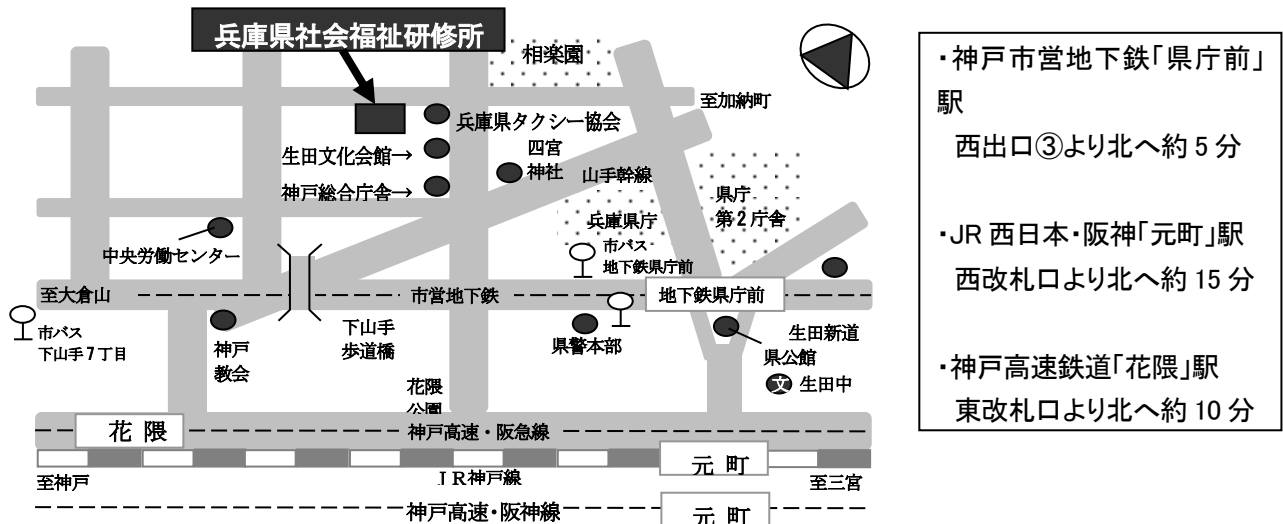 兵庫県社会福祉研修所
相楽園
至加納町
兵庫県タクシー協会
生田文化会館→
四宮
神社
山手幹線
神戸総合庁舎→
県庁
第2庁舎
兵庫県庁
中央労働センター
市バス
地下鉄県庁前
至大倉山
市営地下鉄
地下鉄県庁前
市バス
下山手7丁目
神戸
教会
下山手
歩道橋
県警本部
生田新道
県公館
文 生田中
花隈
公園
花 隈
神戸高速・阪急線
元 町
至神戸
JR神戸線
至三宮
神戸高速・阪神線
元 町
・神戸市営地下鉄「県庁前」
駅
西出口③より北へ約5分
・JR西日本・阪神「元町」駅
西改札口より北へ約15分
・神戸高速鉄道「花隈」駅
東改札口より北へ約10分